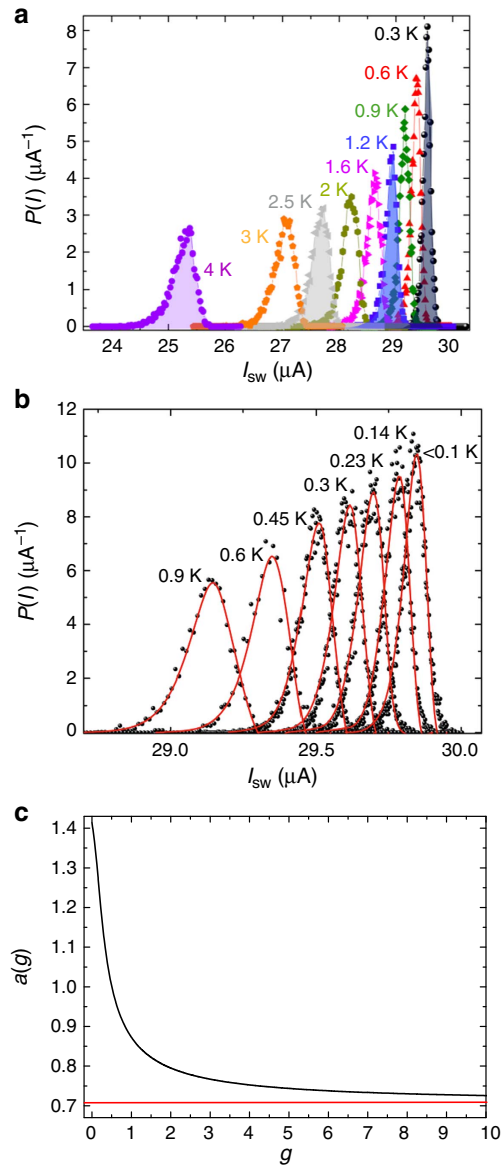 a
8
7
6
5
4
3
2
1
0
P(I) (μA⁻¹)
0.3 K
0.6 K
0.9 K
1.2 K
1.6 K
2 K
2.5 K
3 K
4 K
24 25 26 27 28 29 30
I_sw (μA)
b
12
10
8
6
4
2
0
P(I) (μA⁻¹)
0.14 K
<0.1 K
0.23 K
0.3 K
0.45 K
0.6 K
0.9 K
29.0 29.5 30.0
I_sw (μA)
c
1.4
1.3
1.2
1.1
1.0
0.9
0.8
0.7
a(g)
0 1 2 3 4 5 6 7 8 9 10
g